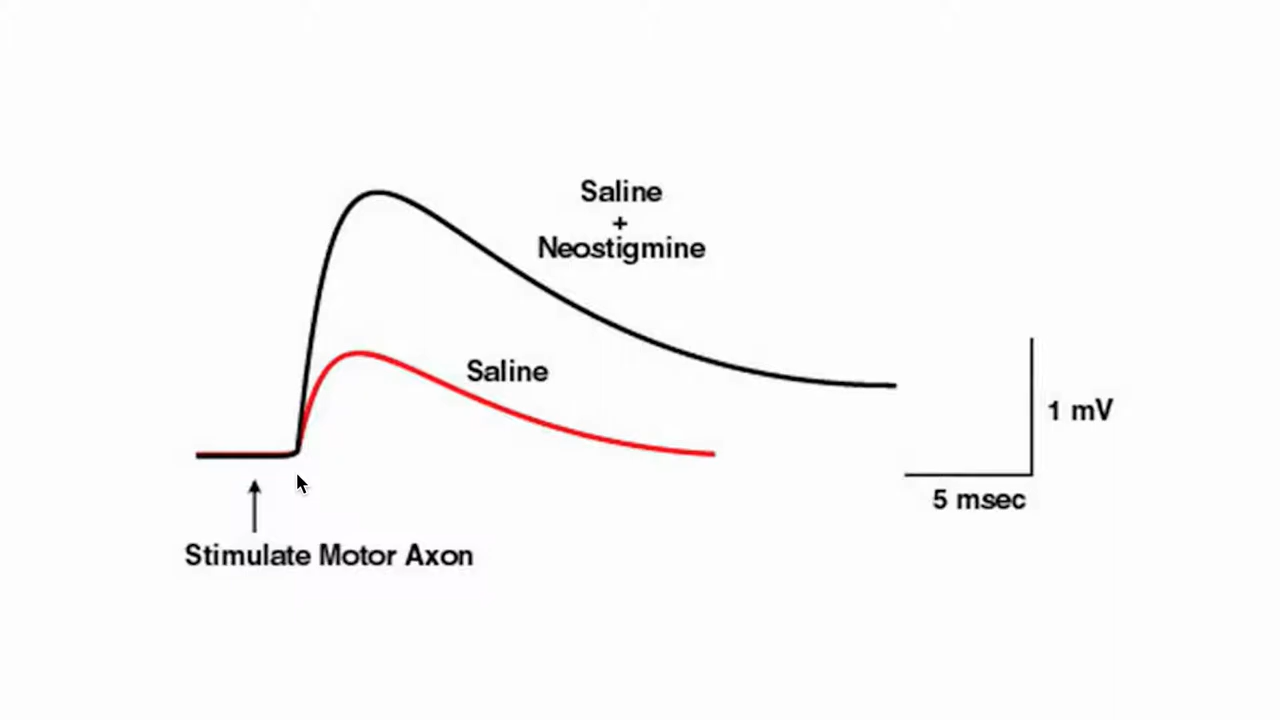 Saline
+
Neostigmine
Saline
1 mV
5 msec
Stimulate Motor Axon